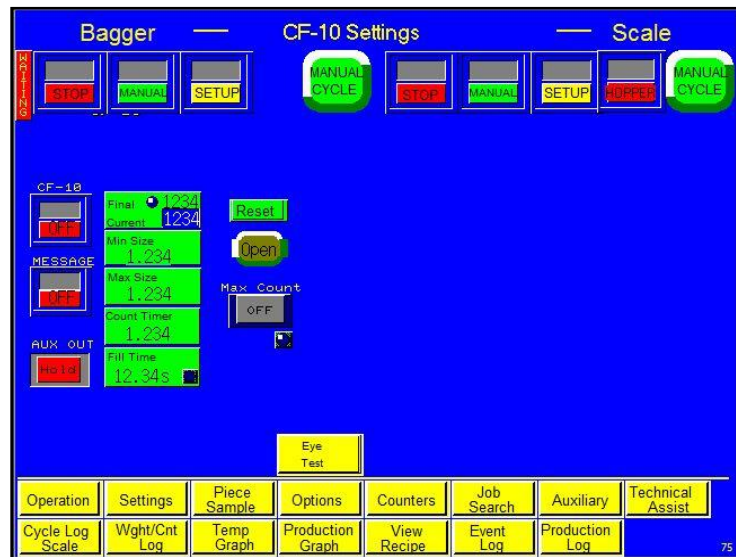 Bagger — CF-10 Settings — Scale
WAITING
STOP
MANUAL
SETUP
MANUAL
CYCLE
STOP
MANUAL
SETUP
HOPPER
MANUAL
CYCLE
CF-10
OFF
Final 1234
Current 1234
Reset
Min Size
1.234
Open
MESSAGE
OFF
Max Size
1.234
Max Count
OFF
Count Timer
1.234
AUX OUT
Hold
Fill Time
12.34s
Eye
Test
Operation
Settings
Piece
Sample
Options
Counters
Job
Search
Auxiliary
Technical
Assist
Cycle Log
Scale
Wght/Cnt
Log
Temp
Graph
Production
Graph
View
Recipe
Event
Log
Production
Log
75